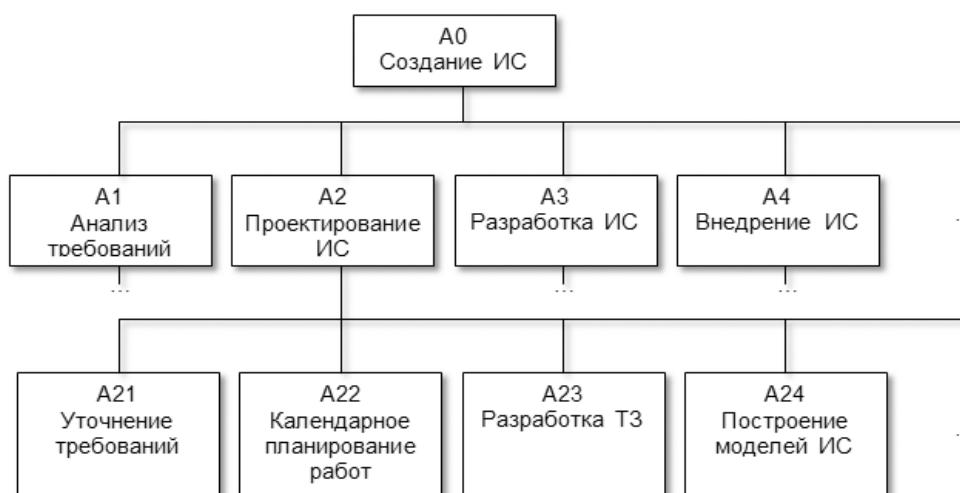 A0
Создание ИС
A1
Анализ
требований
A2
Проектирование
ИС
A3
Разработка ИС
A4
Внедрение ИС
...
...
...
A21
Уточнение
требований
A22
Календарное
планирование
работ
A23
Разработка ТЗ
A24
Построение
моделей ИС